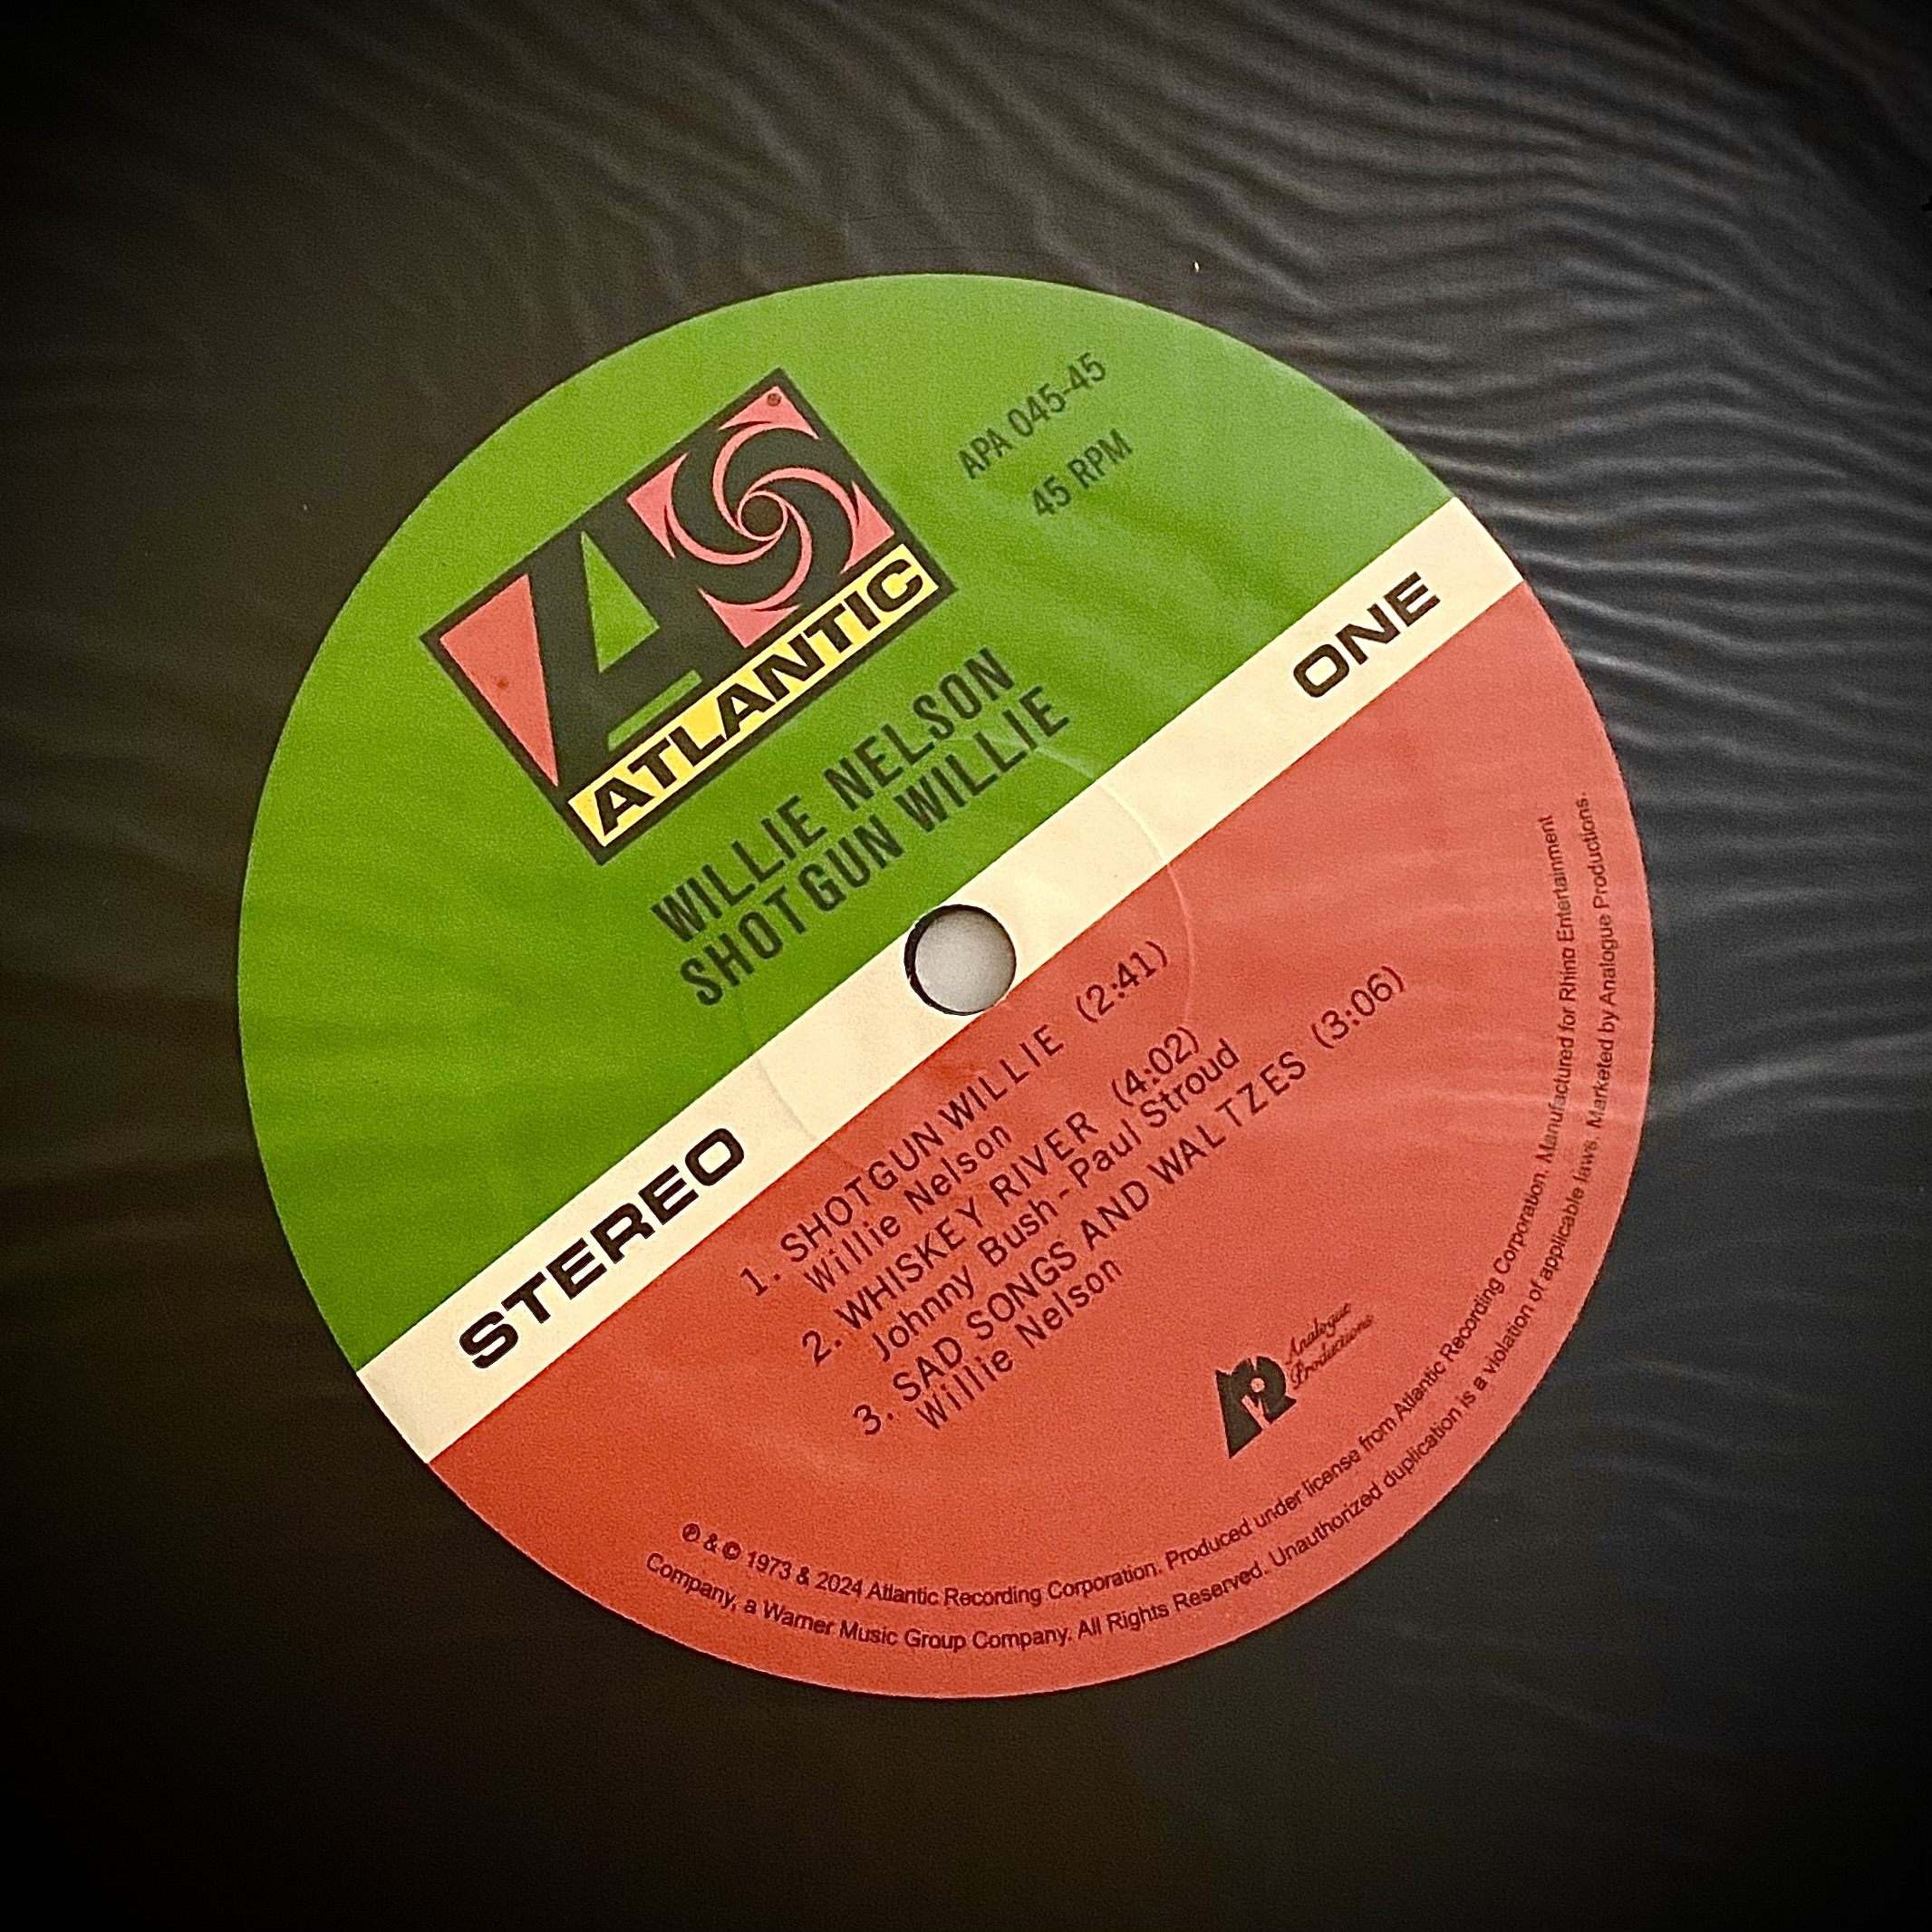 APA 045-45
45 RPM
®
ATLANTIC
WILLIE NELSON
SHOTGUN WILLIE
STEREO
ONE
1. SHOTGUN WILLIE (2:41)
Willie Nelson
2. WHISKEY RIVER (4:02)
Johnny Bush - Paul Stroud
3. SAD SONGS AND WALTZES (3:06)
Willie Nelson
Analogue
Productions
℗ & © 1973 & 2024 Atlantic Recording Corporation. Produced under license from Atlantic Recording Corporation. Manufactured for Rhino Entertainment
Company, a Warner Music Group Company. All Rights Reserved. Unauthorized duplication is a violation of applicable laws. Marketed by Analogue Productions.